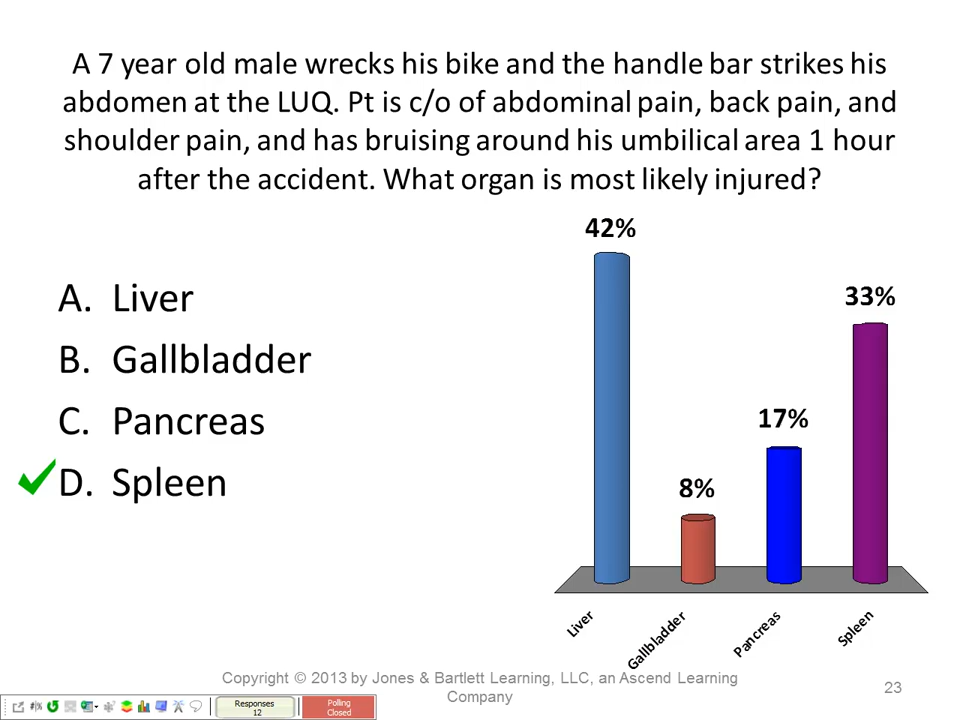 A 7 year old male wrecks his bike and the handle bar strikes his
abdomen at the LUQ. Pt is c/o of abdominal pain, back pain, and
shoulder pain, and has bruising around his umbilical area 1 hour
after the accident. What organ is most likely injured?
A. Liver
B. Gallbladder
C. Pancreas
D. Spleen
42%
8%
17%
33%
Liver
Gallbladder
Pancreas
Spleen
Copyright © 2013 by Jones & Bartlett Learning, LLC, an Ascend Learning
Company
23
Responses
12
Polling
Closed